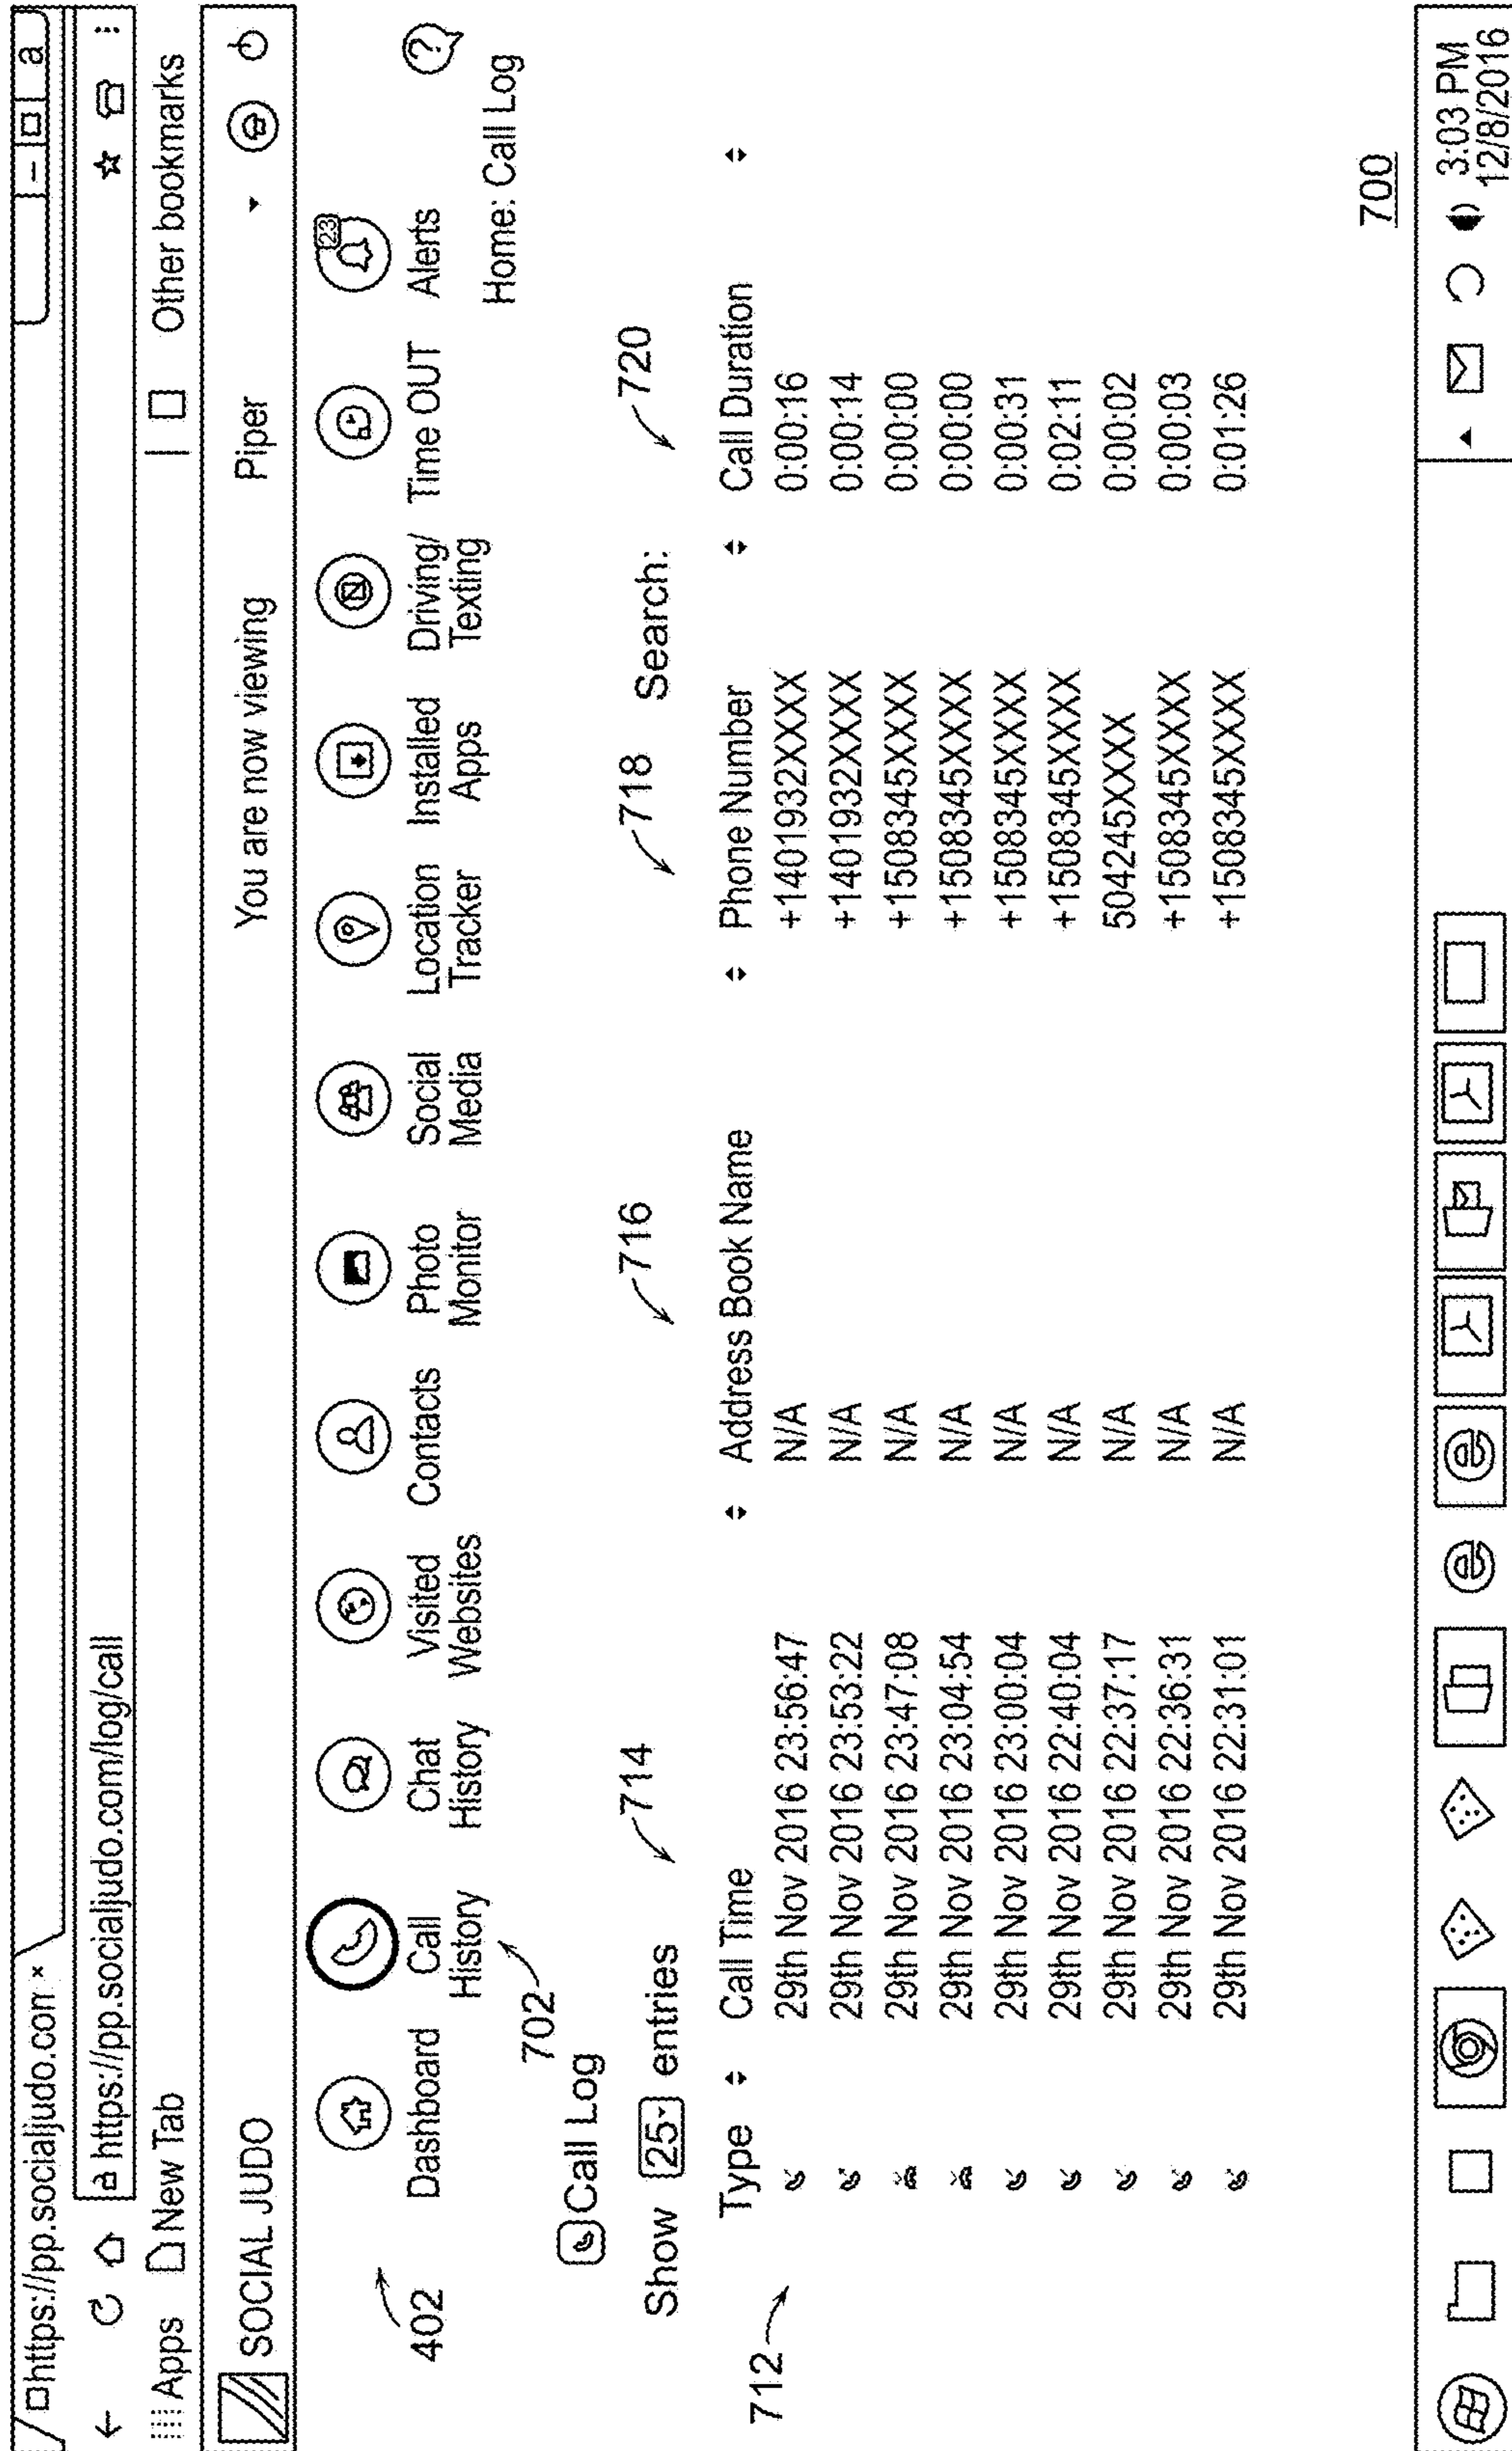 https://pp.socialjudo.con ×
– a
https://pp.socialjudo.com/log/call
Apps New Tab Other bookmarks
SOCIAL JUDO You are now viewing Piper
23
Dashboard
Call History
Chat History
Visited Websites
Contacts
Photo Monitor
Social Media
Location Tracker
Installed Apps
Driving/ Texting
Time OUT
Alerts
?
402
702
Home: Call Log
Call Log
Show 25 entries 714 716 718 Search: 720
712
Type Call Time Address Book Name Phone Number Call Duration
29th Nov 2016 23:56:47 N/A +1401932XXXX 0:00:16
29th Nov 2016 23:53:22 N/A +1401932XXXX 0:00:14
29th Nov 2016 23:47:08 N/A +1508345XXXX 0:00:00
29th Nov 2016 23:04:54 N/A +1508345XXXX 0:00:00
29th Nov 2016 23:00:04 N/A +1508345XXXX 0:00:31
29th Nov 2016 22:40:04 N/A +1508345XXXX 0:02:11
29th Nov 2016 22:37:17 N/A 504245XXXX 0:00:02
29th Nov 2016 22:36:31 N/A +1508345XXXX 0:00:03
29th Nov 2016 22:31:01 N/A +1508345XXXX 0:01:26
700
e e
3:03 PM
12/8/2016